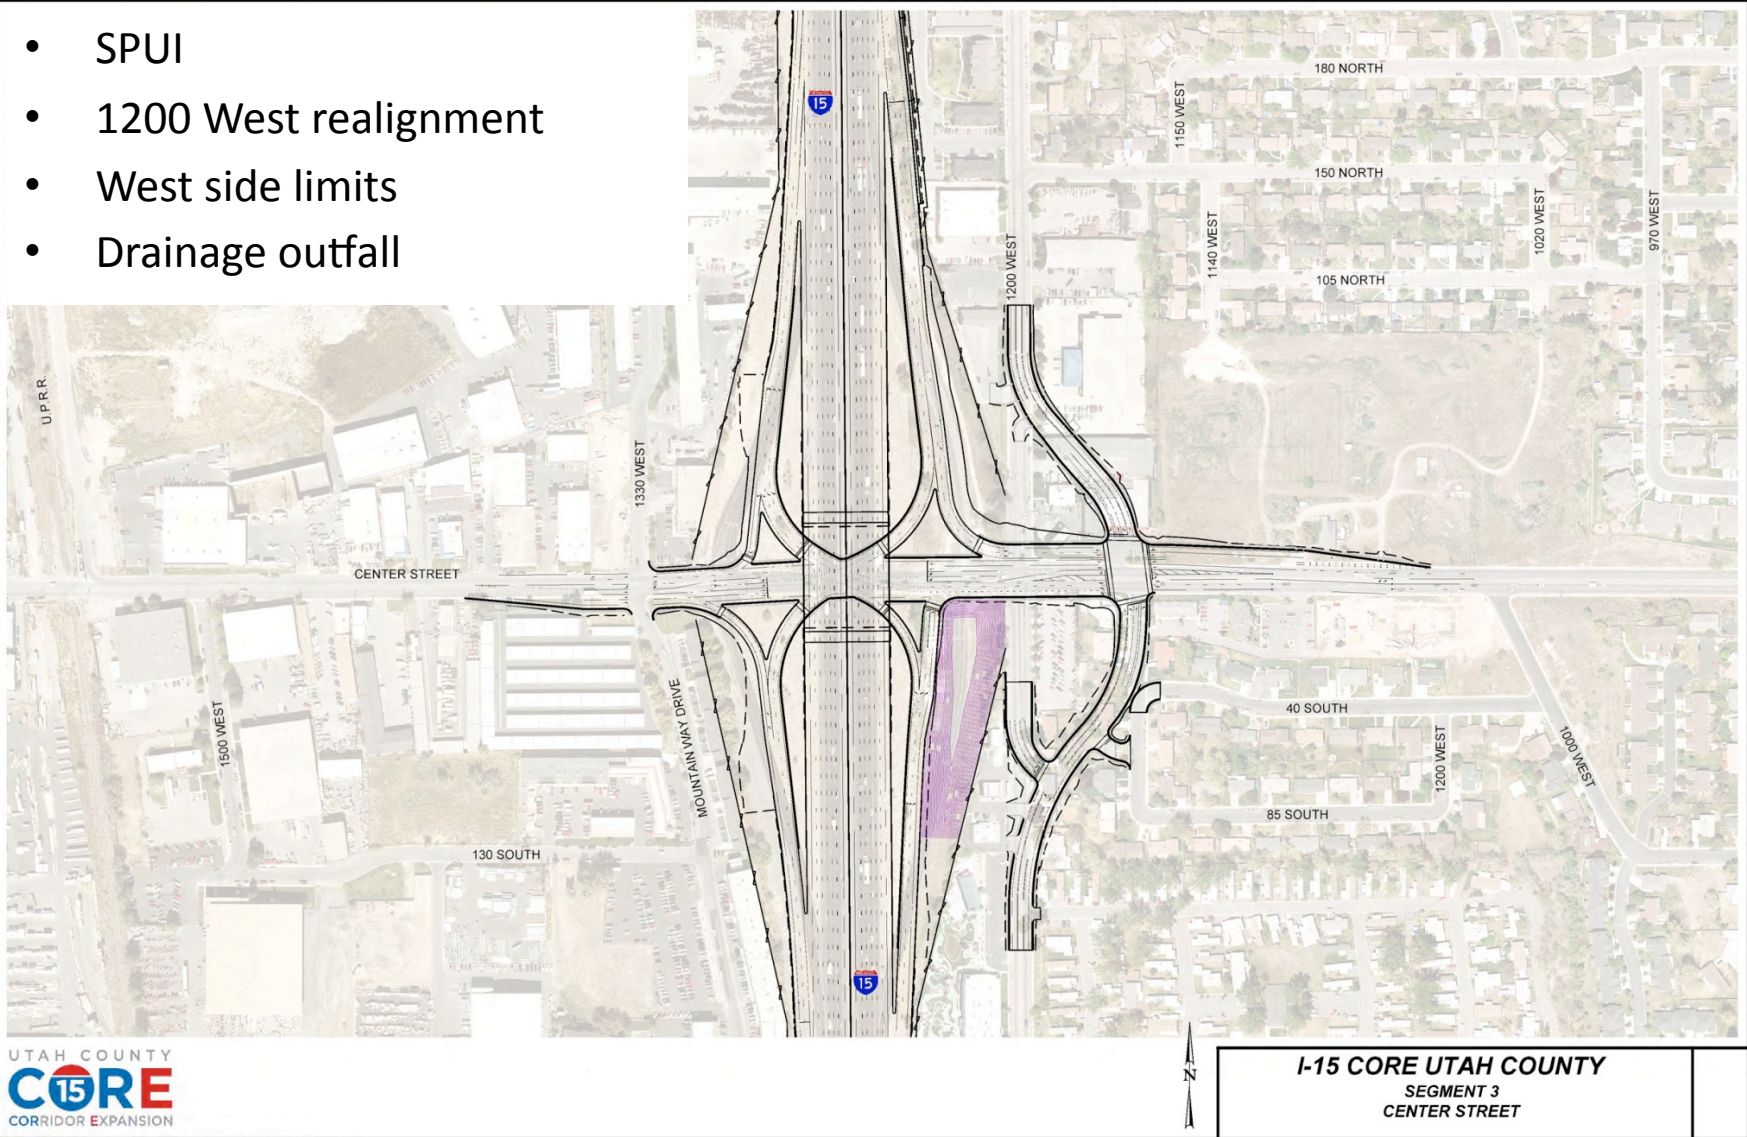 • SPUI
• 1200 West realignment
• West side limits
• Drainage outfall
15
180 NORTH
1150 WEST
150 NORTH
1140 WEST
1020 WEST
970 WEST
1200 WEST
105 NORTH
U.P.R.R.
1330 WEST
CENTER STREET
1500 WEST
MOUNTAIN WAY DRIVE
40 SOUTH
1200 WEST
1000 WEST
85 SOUTH
130 SOUTH
15
N
UTAH COUNTY
CORE
15
CORRIDOR EXPANSION
I-15 CORE UTAH COUNTY
SEGMENT 3
CENTER STREET